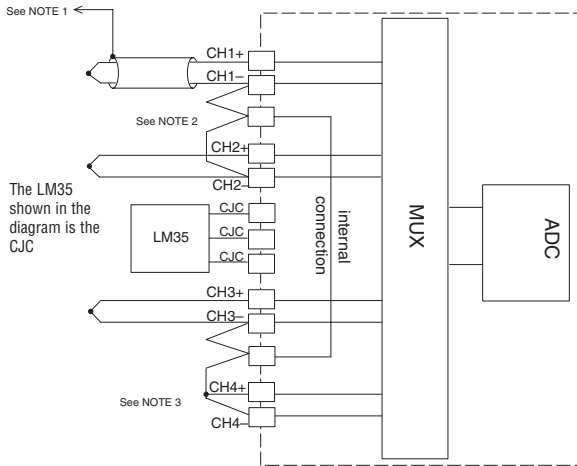 See NOTE 1
CH1+
CH1–
See NOTE 2
CH2+
CH2–
The LM35
shown in the
diagram is the
CJC
LM35
CJC
CJC
CJC
internal
connection
MUX
ADC
CH3+
CH3–
See NOTE 3
CH4+
CH4–